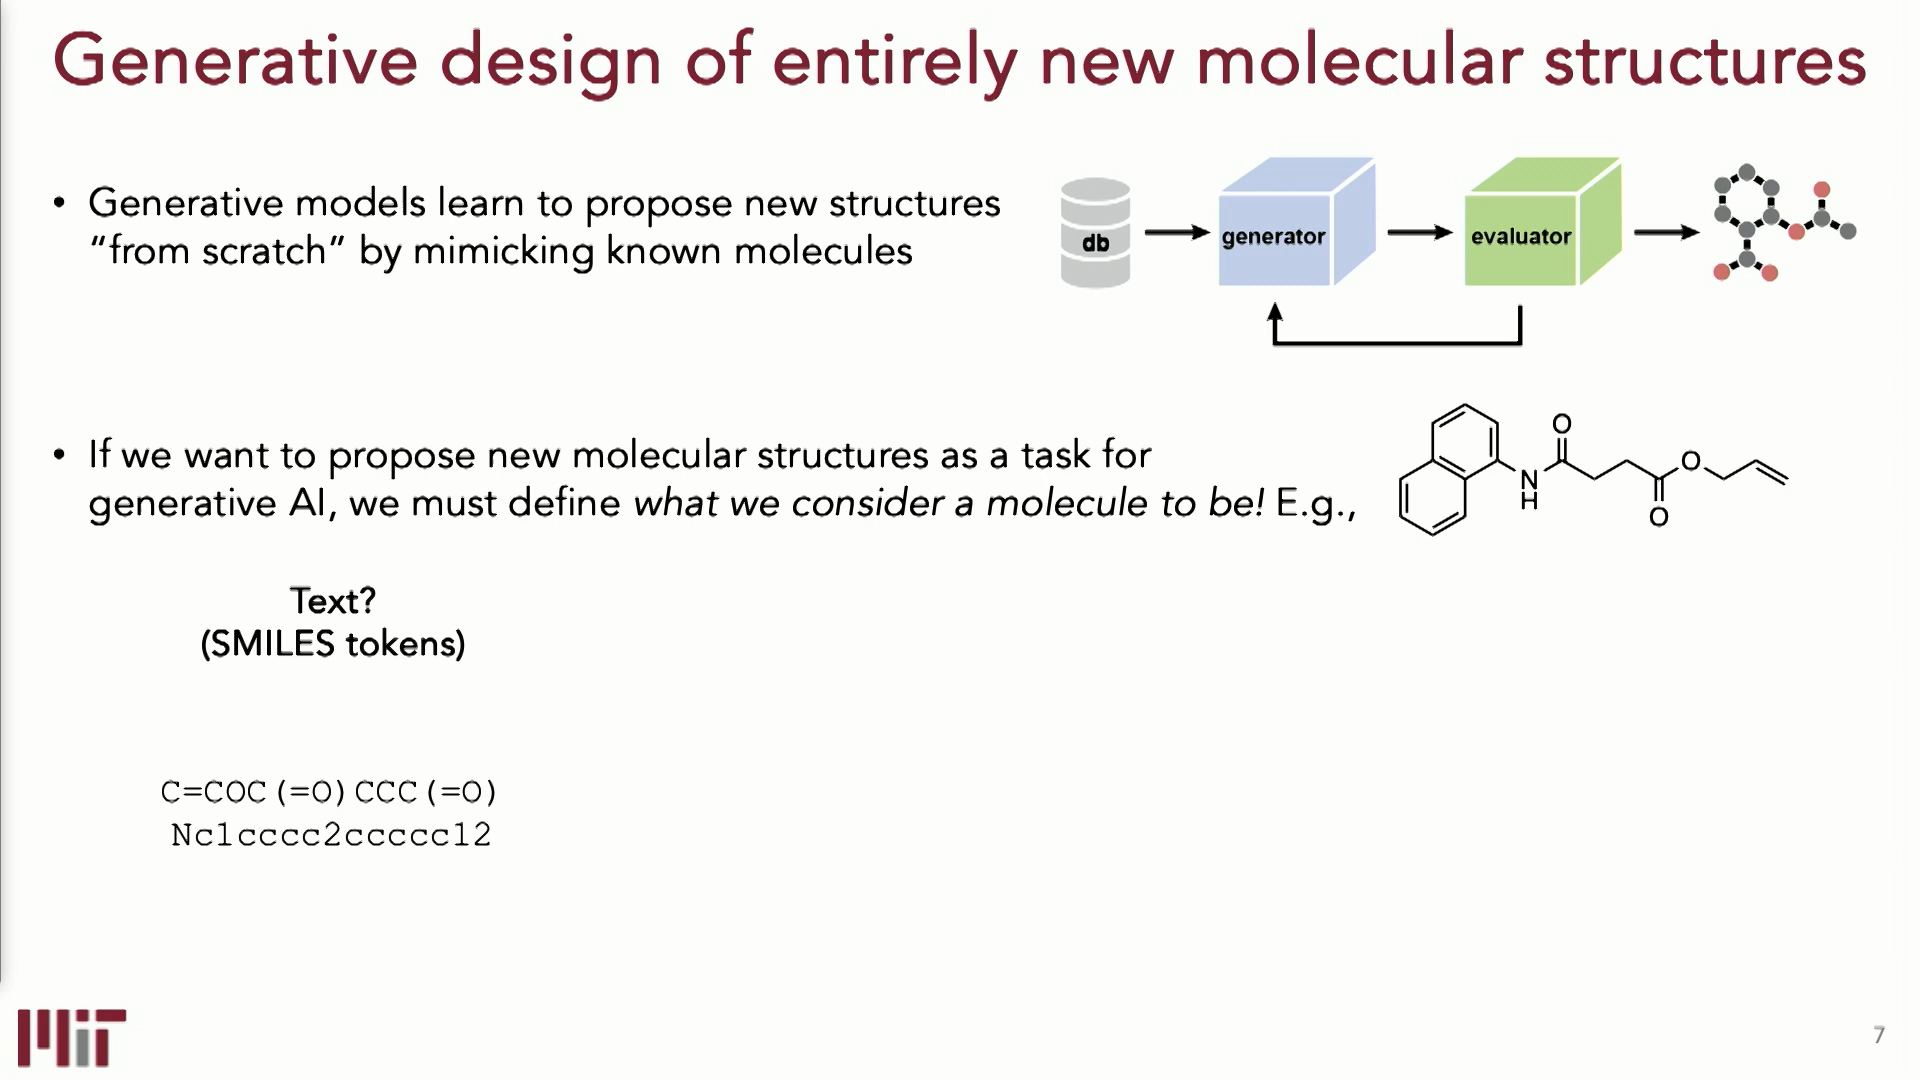 Generative design of entirely new molecular structures
• Generative models learn to propose new structures
“from scratch” by mimicking known molecules
db
generator
evaluator
• If we want to propose new molecular structures as a task for
generative AI, we must define what we consider a molecule to be! E.g.,
O
N
H
O
O
Text?
(SMILES tokens)
C=COC(=O)CCC(=O)
Nc1cccc2ccccc12
MIT
7